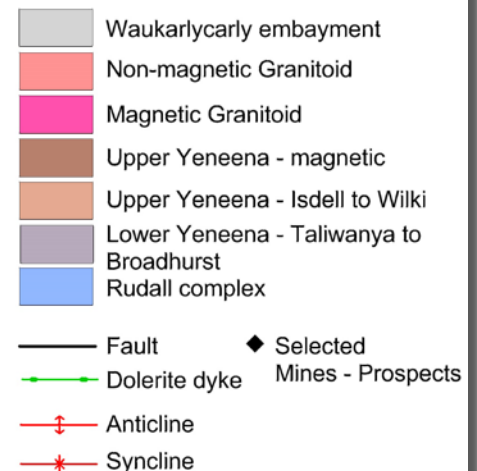 Waukarlycarly embayment
Non-magnetic Granitoid
Magnetic Granitoid
Upper Yeneena - magnetic
Upper Yeneena - Isdell to Wilki
Lower Yeneena - Taliwanya to
Broadhurst
Rudall complex
Fault
Selected
Mines - Prospects
Dolerite dyke
Anticline
Syncline